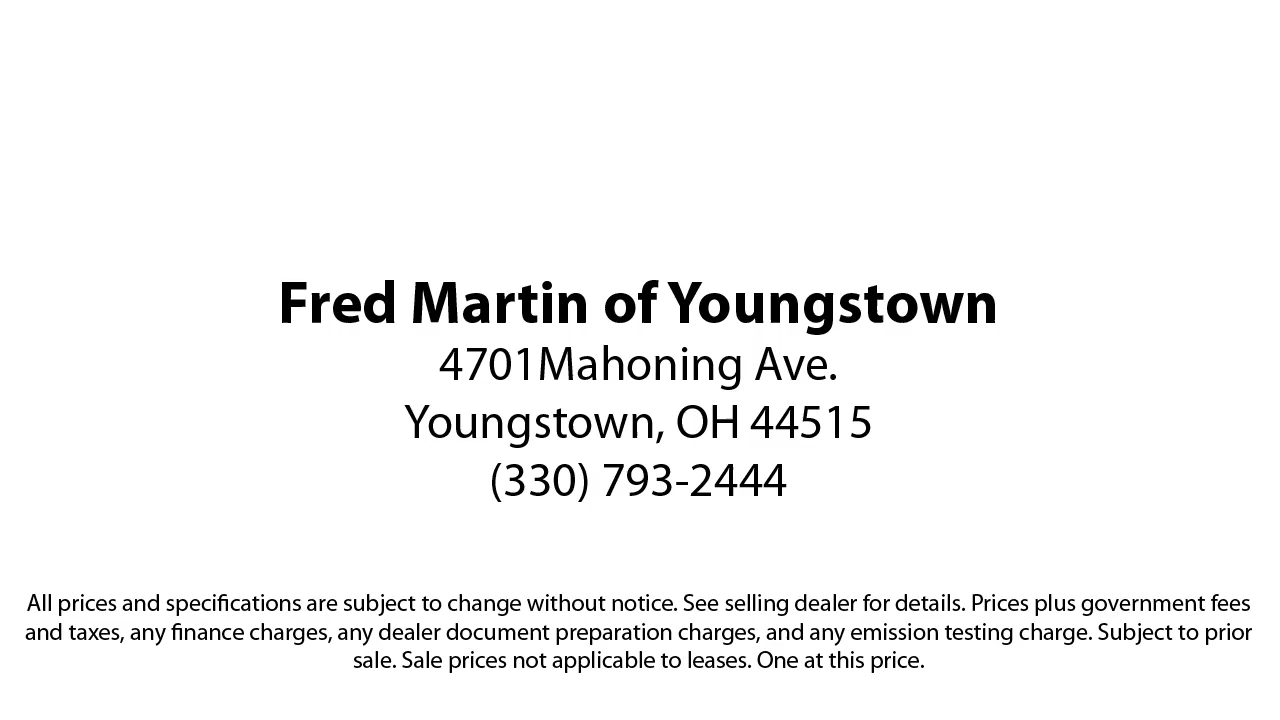 Fred Martin of Youngstown
4701Mahoning Ave.
Youngstown, OH 44515
(330) 793-2444
All prices and specifications are subject to change without notice. See selling dealer for details. Prices plus government fees
and taxes, any finance charges, any dealer document preparation charges, and any emission testing charge. Subject to prior
sale. Sale prices not applicable to leases. One at this price.